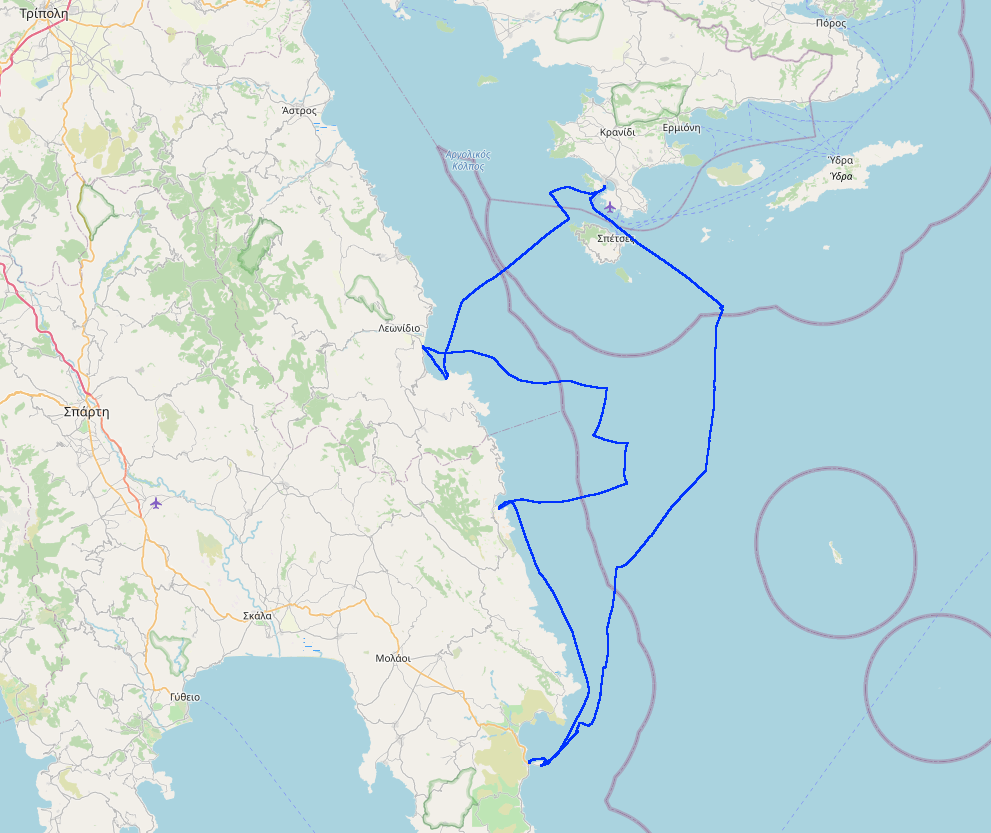 Τρίπολη
Πόρος
Άστρος
Κρανίδι
Ερμιόνη
Αργολικός
Κόλπος
Ύδρα
Ύδρα
Σπέτσες
Λεωνίδιο
Σπάρτη
Σκάλα
Μολάοι
Γύθειο